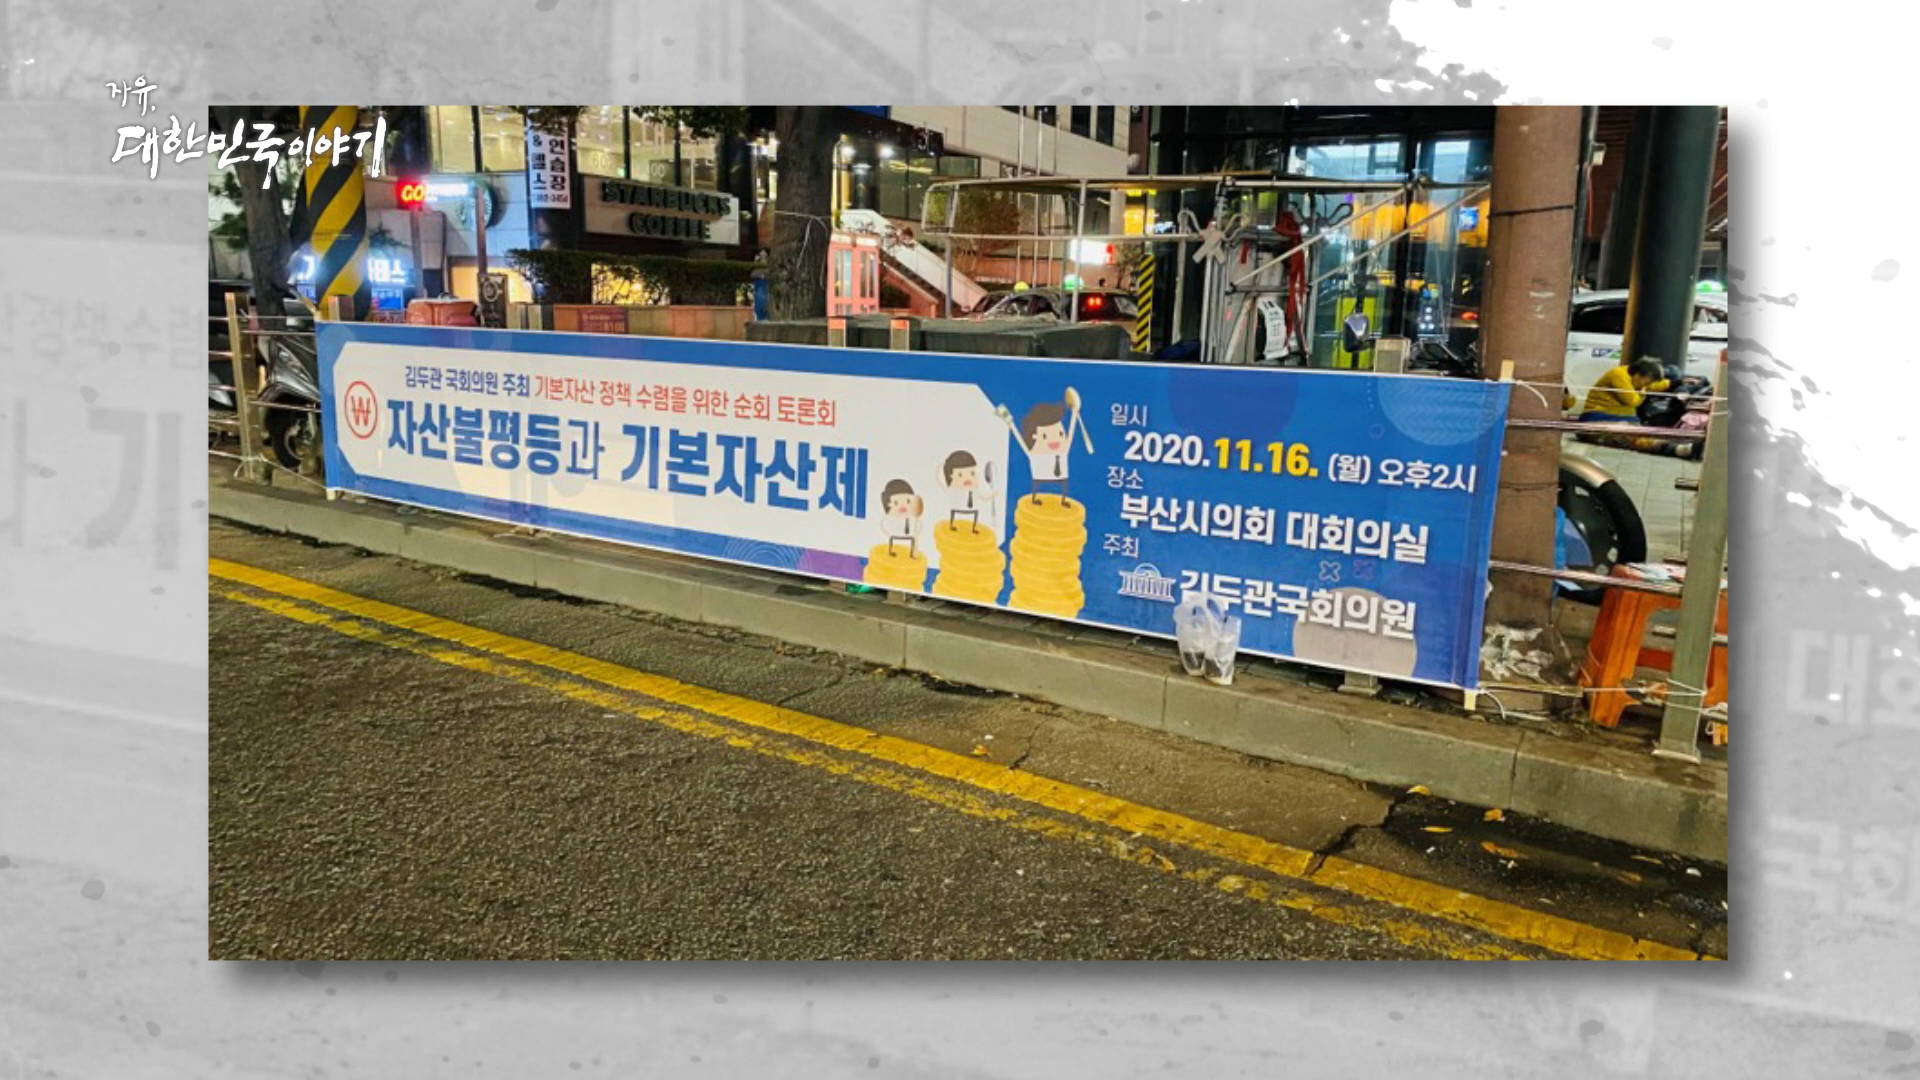 자유,
대한민국이야기
연습장
STARBUCKS
COFFEE
김두관 국회의원 주최 기본자산 정책 수렴을 위한 순회 토론회
자산불평등과 기본자산제
일시
2020.11.16. (월) 오후2시
장소
부산시의회 대회의실
주최
김두관국회의원